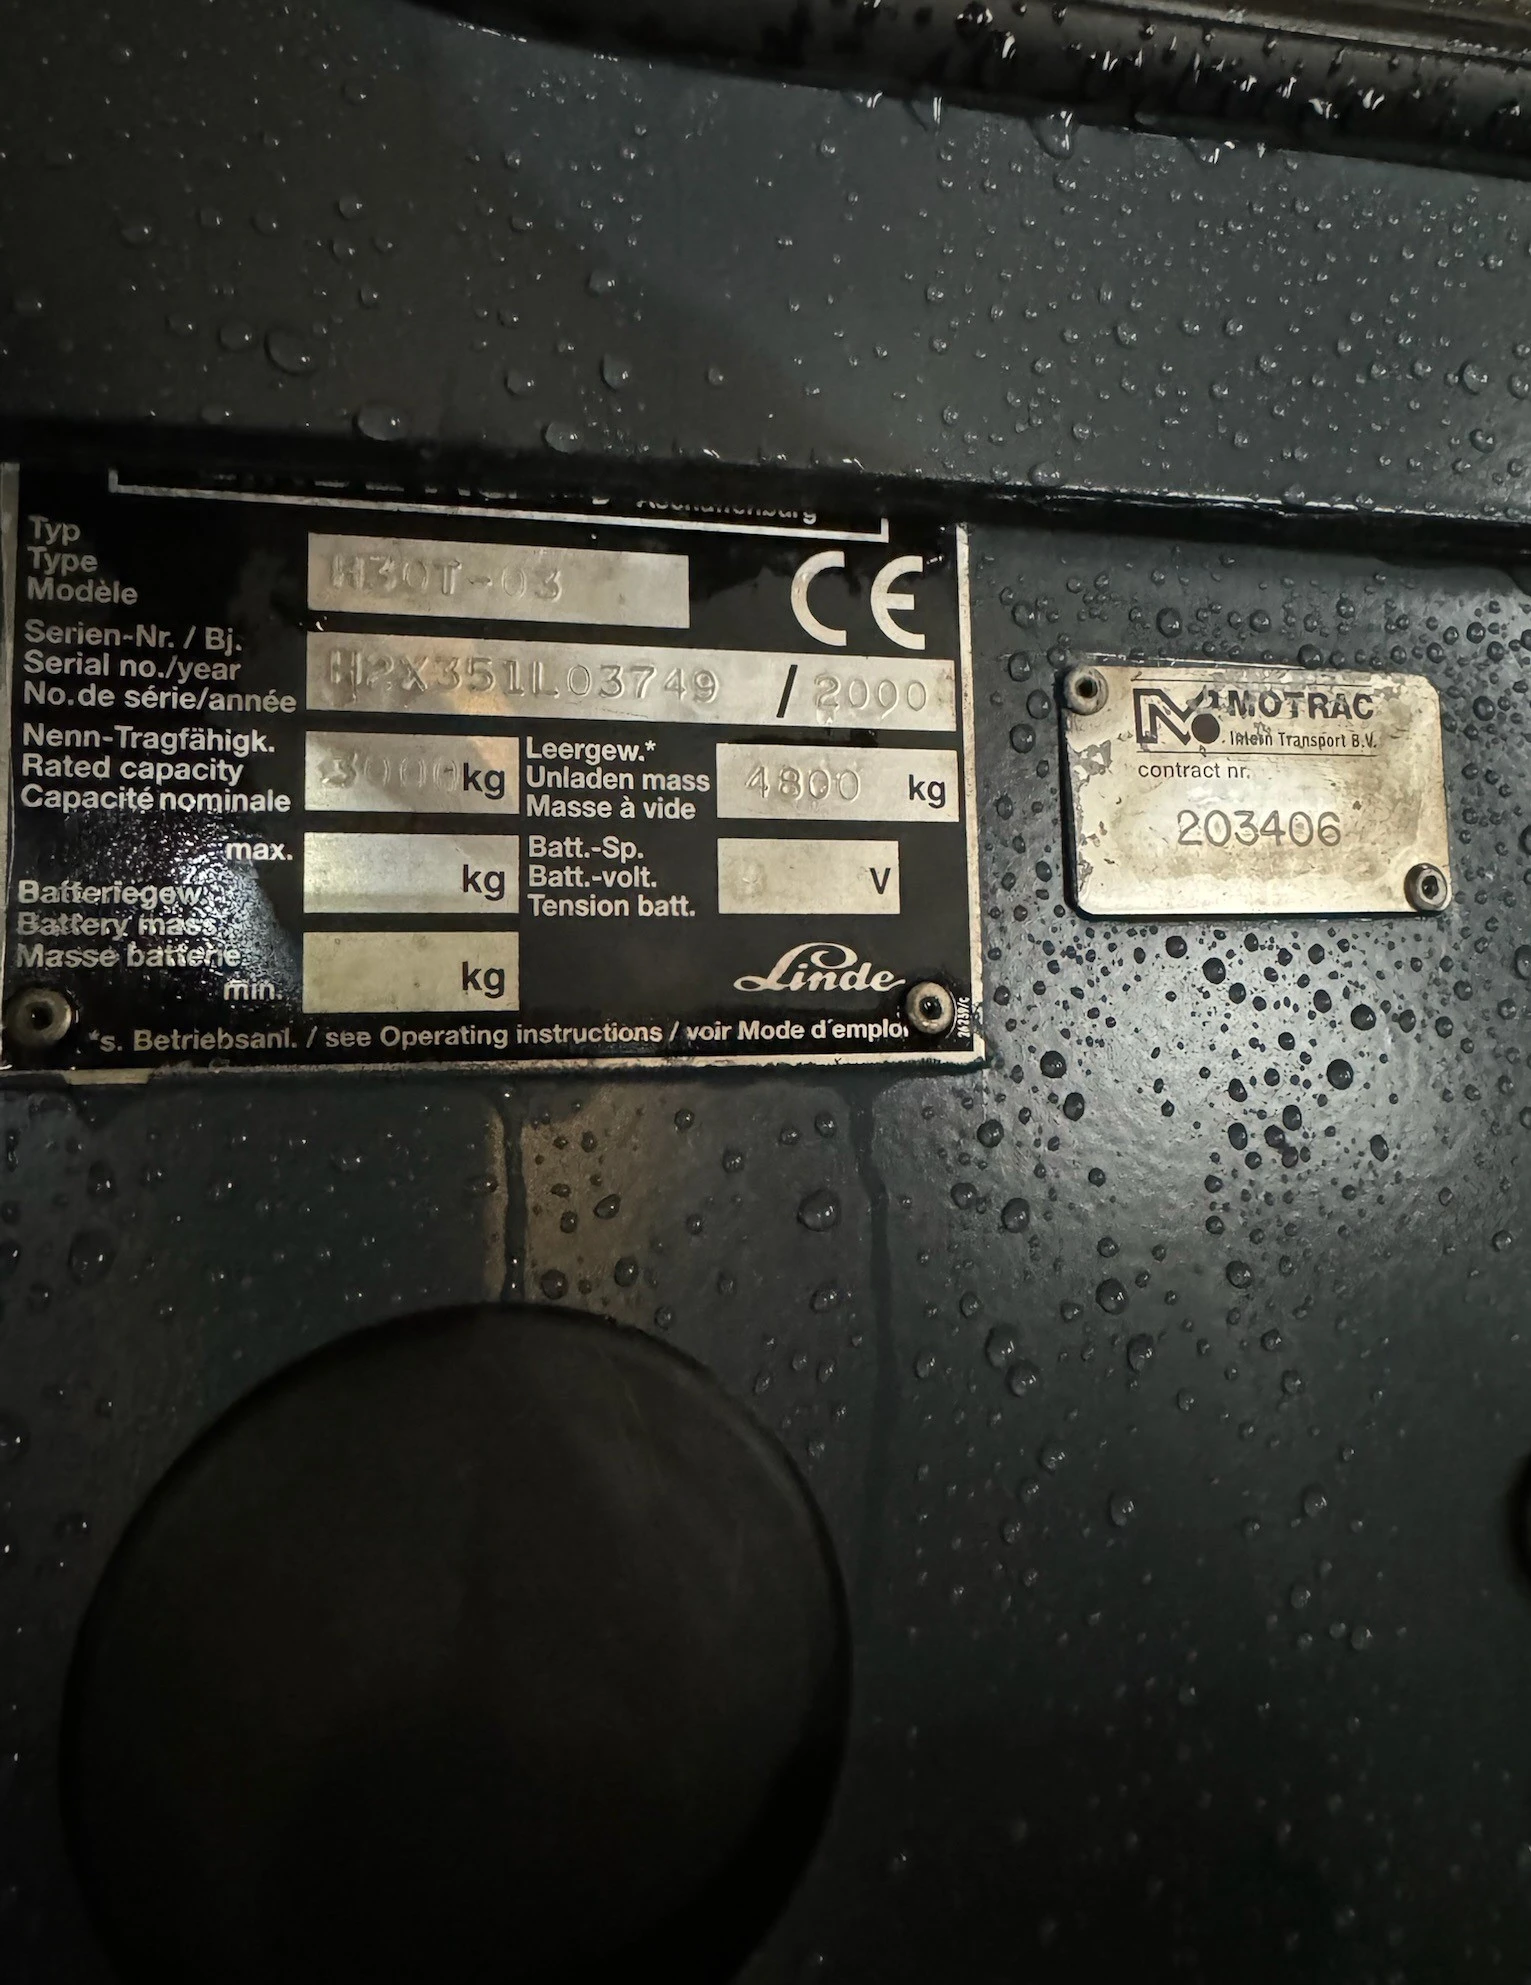 Aschaffenburg
Typ
Type
Modèle
H30T-03
CE
Serien-Nr. / Bj.
Serial no./year
No.de série/année
H2X351L03749 / 2000
Nenn-Tragfähigk.
Rated capacity
Capacité nominale
3000 kg
Leergew.*
Unladen mass
Masse à vide
4800 kg
max.
kg
Batteriegew.
Battery mass
Masse batterie
min.
kg
Batt.-Sp.
Batt.-volt.
Tension batt.
V
Linde
*s. Betriebsanl. / see Operating instructions / voir Mode d´emploi
MOTRAC
Intern Transport B.V.
contract nr.
203406